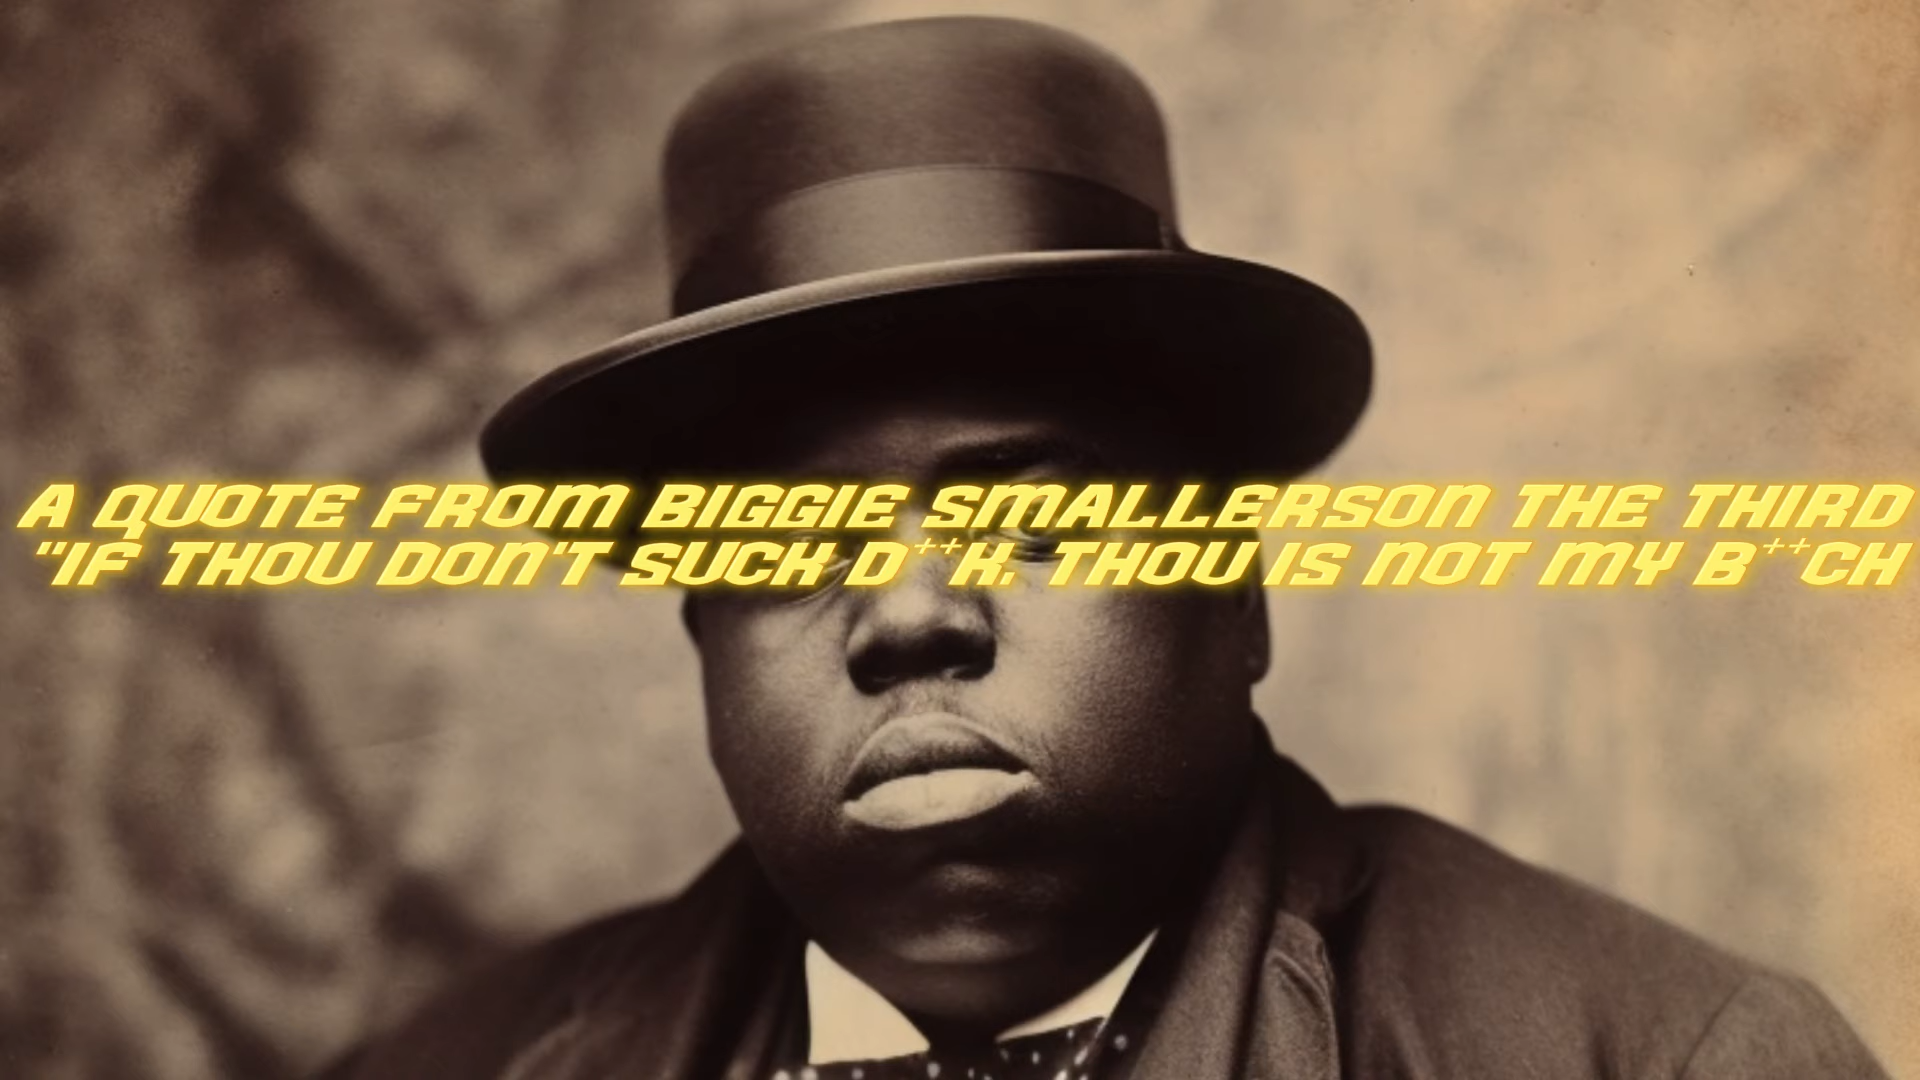 A QUOTE FROM BIGGIE SMALLERSON THE THIRD
"IF THOU DON'T SUCK D++K. THOU IS NOT MY B++CH